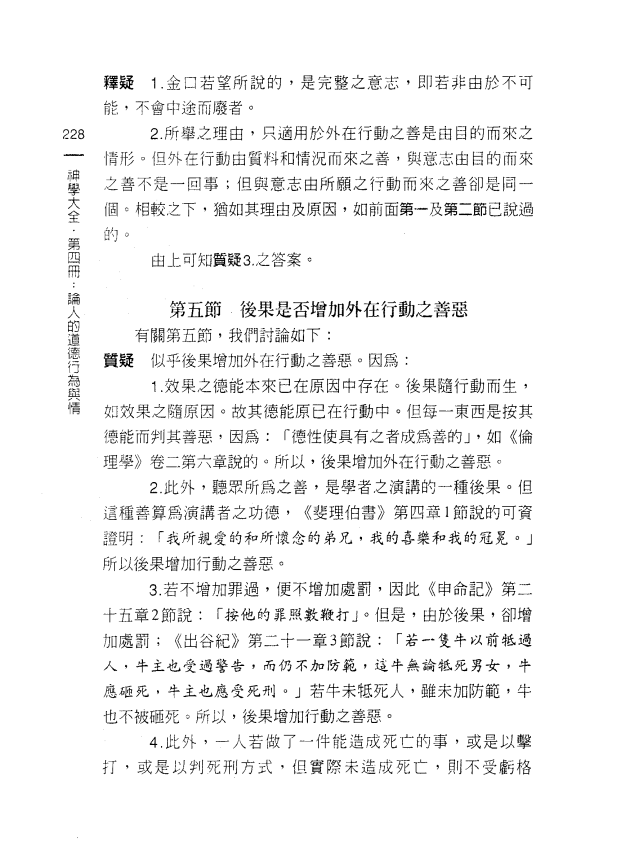 釋疑　1.金口若望所說的，是完整之意志，即若非由於不可
能，不會中途而廢者。
2.所舉之理由，只適用於外在行動之善是由目的而來之
情形。但外在行動由質料和情況而來之善，與意志由目的而來
之善不是一回事；但與意志由所願之行動而來之善卻是同一
個。相較之下，猶如其理由及原因，如前面第一及第二節已說過
的。
由上可知質疑3.之答案。
第五節　後果是否增加外在行動之善惡
有關第五節，我們討論如下：
質疑　似乎後果增加外在行動之善惡。因爲：
1.效果之德能本來已在原因中存在。後果隨行動而生，
如效果之隨原因。故其德能原已在行動中。但每一東西是按其
德能而判其善惡，因爲：「德性使具有之者成爲善的」，如《倫
理學》卷二第六章說的。所以，後果增加外在行動之善惡。
2.此外，聽眾所爲之善，是學者之演講的一種後果。但
這種善算爲演講者之功德，《斐理伯書》第四章1節說的可資
證明：「我所親愛的和所懷念的弟兄，我的喜樂和我的冠冕。」
所以後果增加行動之善惡。
3.若不增加罪過，便不增加處罰，因此《申命記》第二
十五章2節說：「按他的罪照數鞭打」。但是，由於後果，卻增
加處罰；《出谷紀》第二十一章3節說：「若一隻牛以前牴過
人，牛主也受過警告，而仍不加防範，這牛無論牴死男女，牛
應砸死，牛主也應受死刑。」若牛未牴死人，雖未加防範，牛
也不被砸死。所以，後果增加行動之善惡。
4.此外，一人若做了一件能造成死亡的事，或是以擊
打，或是以判死刑方式，但實際未造成死亡，則不受虧格
228
神學大全．第四冊：論人的道德行為與情